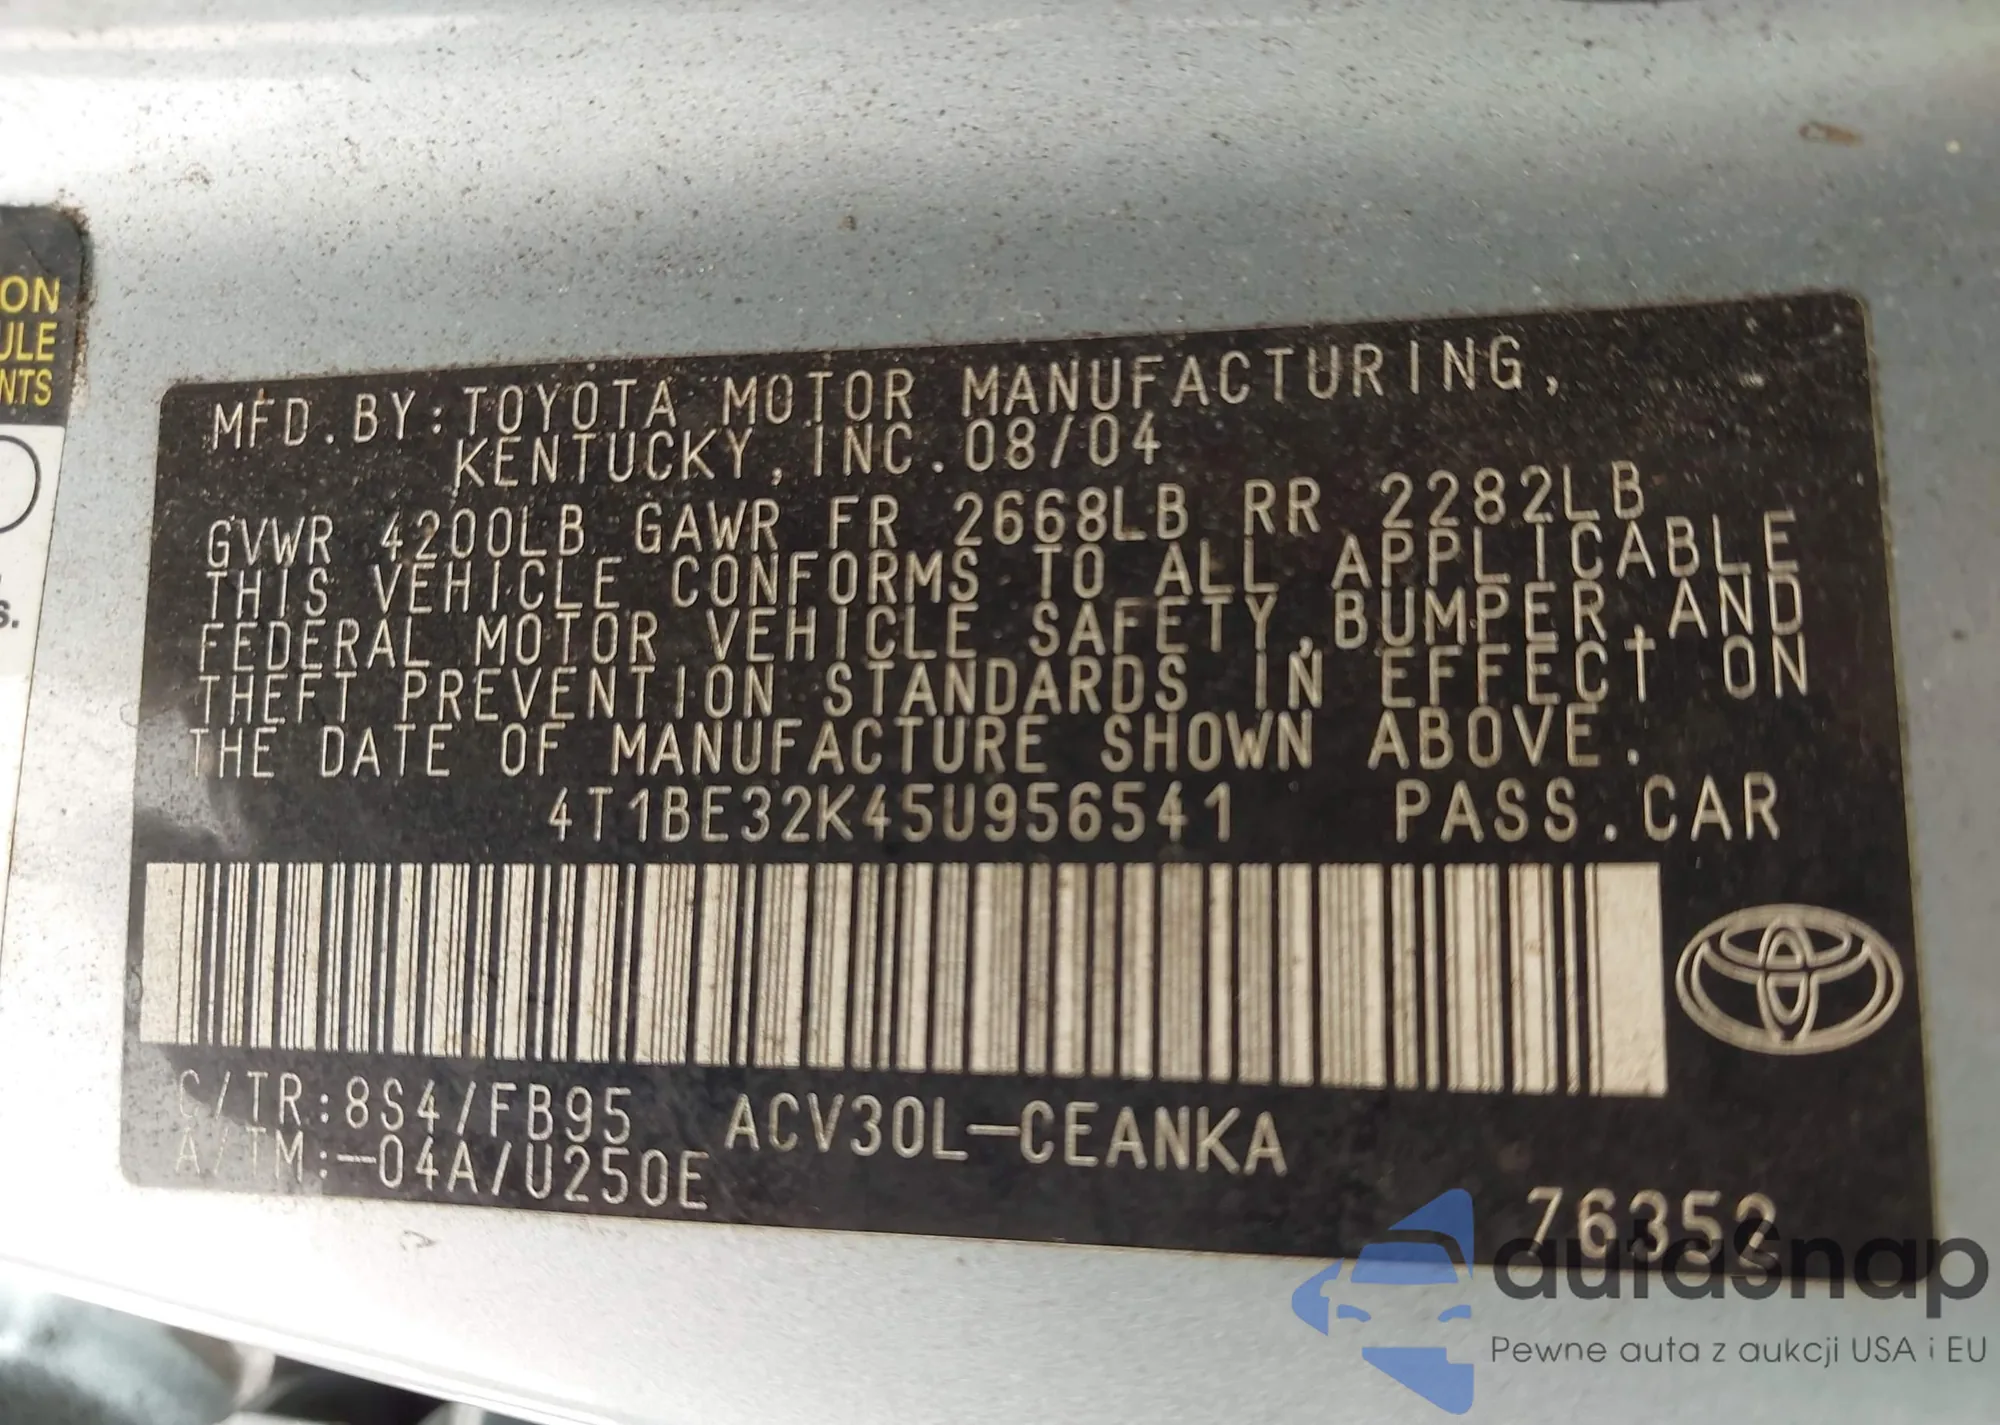 ON
ULE
NTS
s.
MFD.BY:TOYOTA MOTOR MANUFACTURING,
KENTUCKY,INC.08/04
GVWR 4200LB GAWR FR 2668LB RR 2282LB
THIS VEHICLE CONFORMS TO ALL APPLICABLE
FEDERAL MOTOR VEHICLE SAFETY,BUMPER,AND
THEFT PREVENTION STANDARDS IN EFFECT ON
THE DATE OF MANUFACTURE SHOWN ABOVE.
4T1BE32K45U956541 PASS.CAR
C/TR:8S4/FB95 ACV30L-CEANKA
A/TM:-04A/U250E
76352
autasnap
Pewne auta z aukcji USA i EU